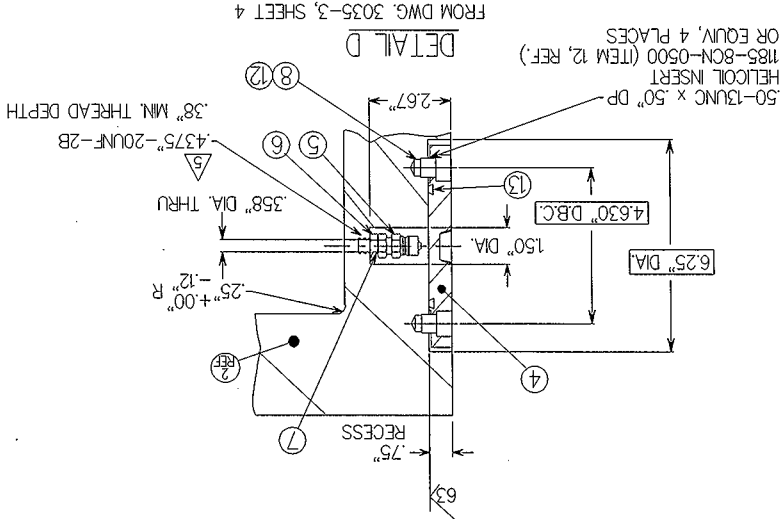 63
.75"
RECESS
7
4
2
REF
.25" +.00"
-.12" R
6.25" DIA.
4.630" D.B.C.
1.50" DIA.
.358" DIA. THRU
5
.4375"-20UNF-2B
.38" MIN. THREAD DEPTH
13
5
6
8
12
2.67"
.50-13UNC x .50" DP
HELICOIL INSERT
1185-8CN-0500 (ITEM 12, REF.)
OR EQUIV, 4 PLACES
DETAIL D
FROM DWG. 3035-3, SHEET 4